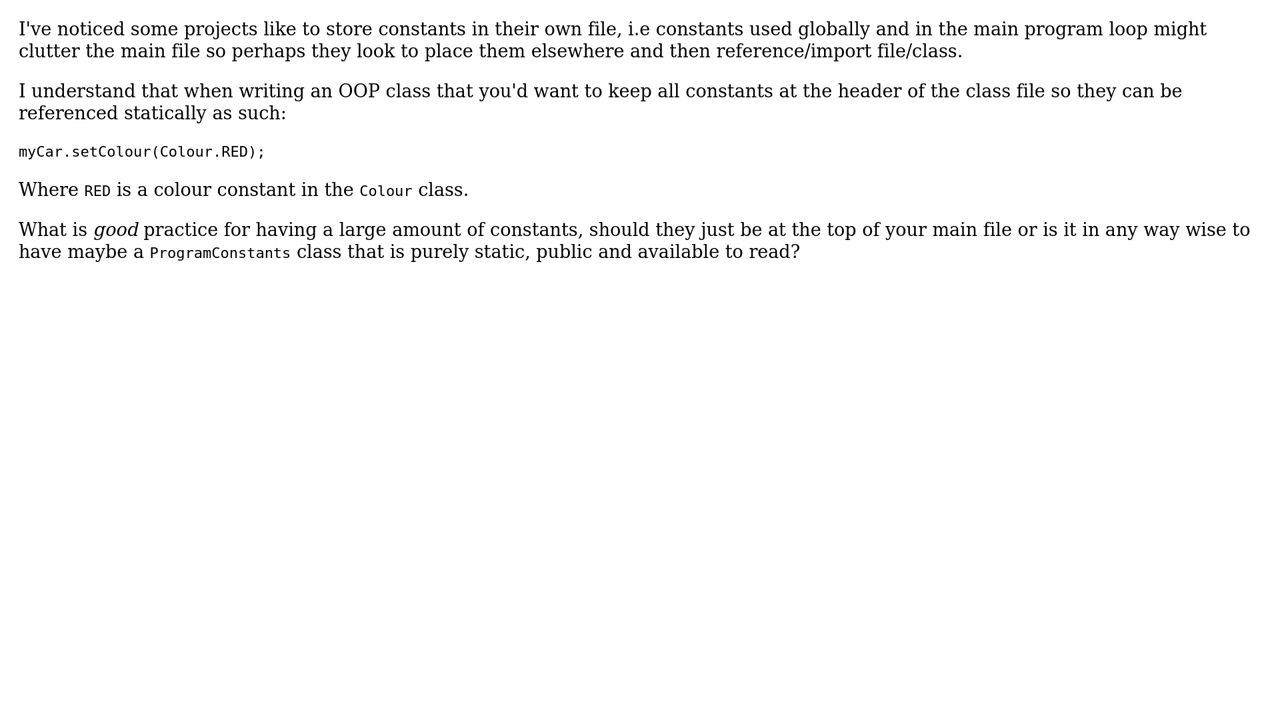 I've noticed some projects like to store constants in their own file, i.e constants used globally and in the main program loop might
clutter the main file so perhaps they look to place them elsewhere and then reference/import file/class.
I understand that when writing an OOP class that you'd want to keep all constants at the header of the class file so they can be
referenced statically as such:
myCar.setColour(Colour.RED);
Where RED is a colour constant in the Colour class.
What is good practice for having a large amount of constants, should they just be at the top of your main file or is it in any way wise to
have maybe a ProgramConstants class that is purely static, public and available to read?